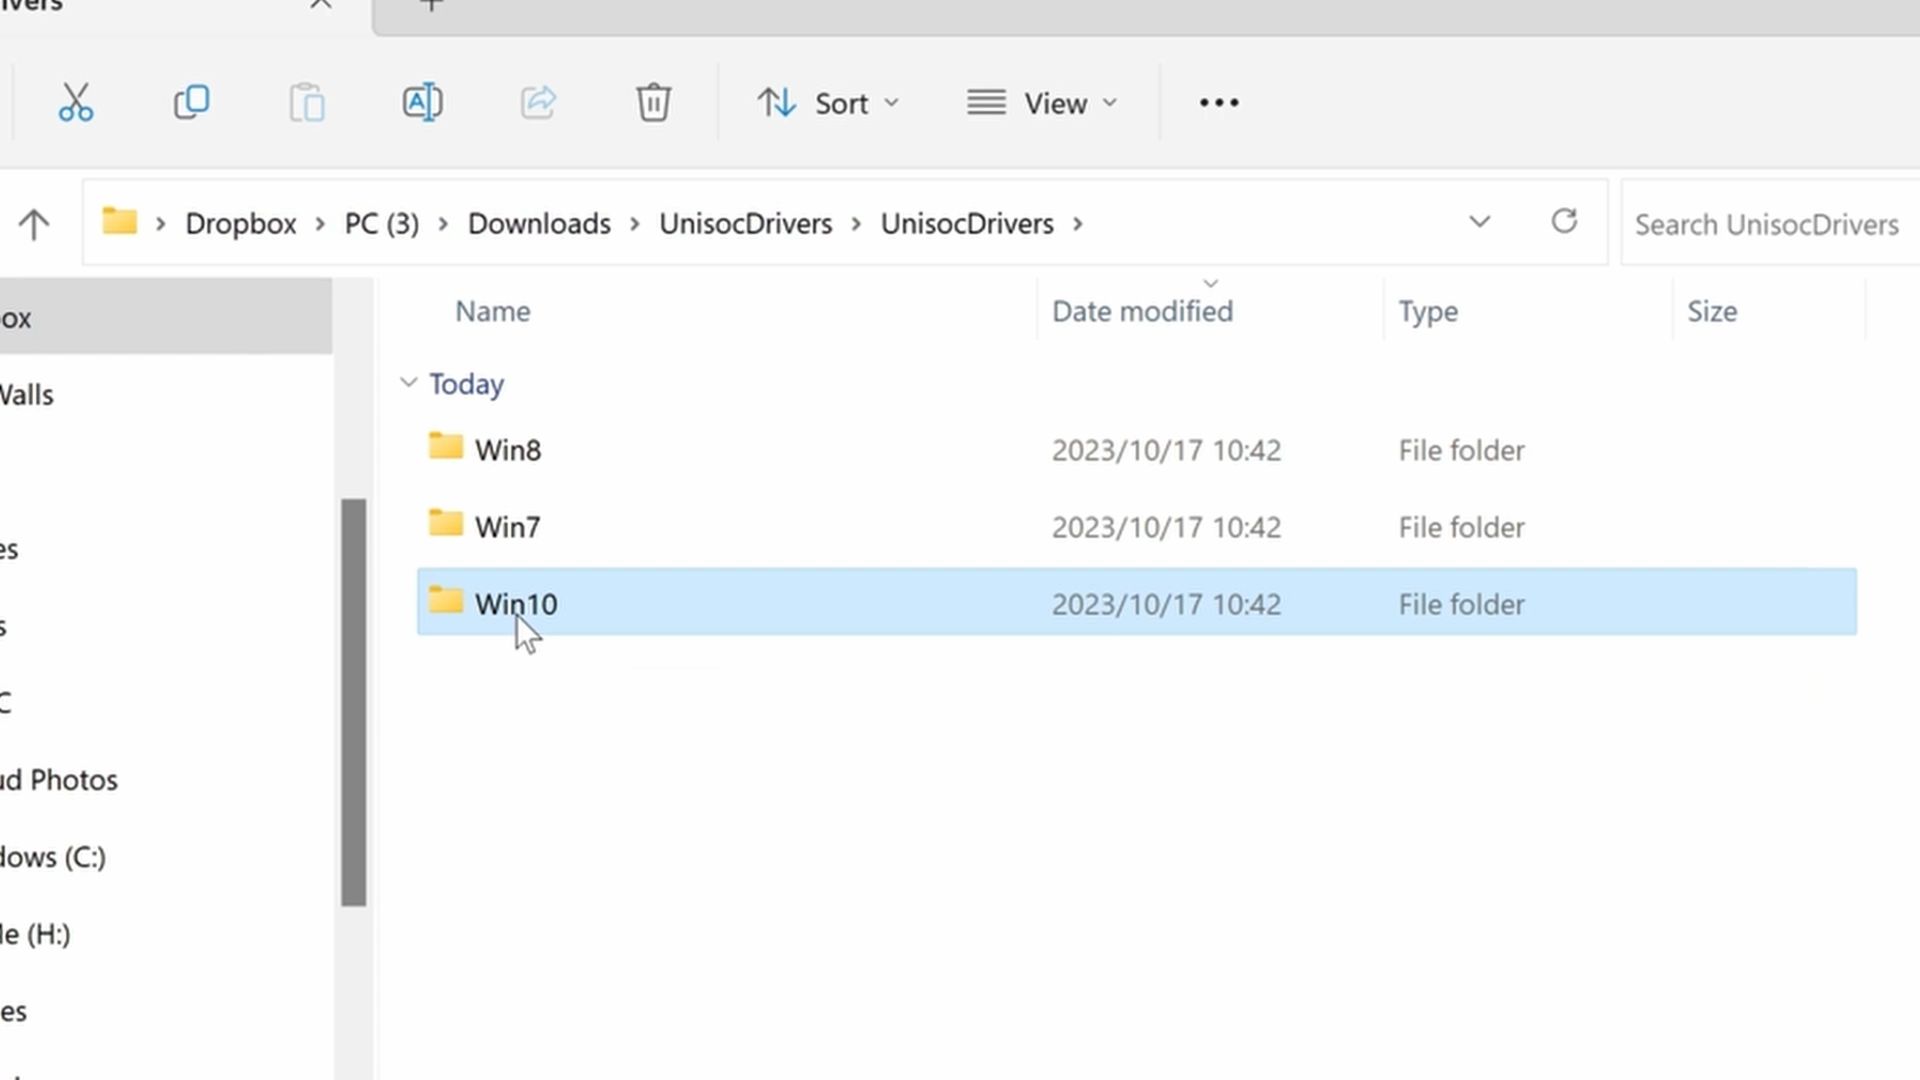 ivers
Sort View
Dropbox PC (3) Downloads UnisocDrivers UnisocDrivers Search UnisocDrivers
Name Date modified Type Size
Today
Win8 2023/10/17 10:42 File folder
Win7 2023/10/17 10:42 File folder
Win10 2023/10/17 10:42 File folder
ox
Walls
es
s
C
ud Photos
dows (C:)
le (H:)
es